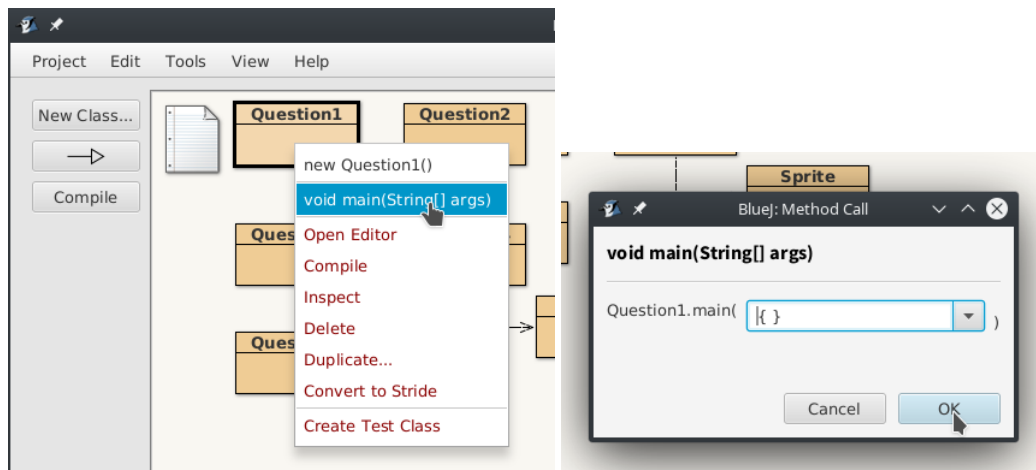 Project Edit Tools View Help
New Class...
Compile
Question1
Question2
new Question1()
void main(String[] args)
Open Editor
Compile
Inspect
Delete
Duplicate...
Convert to Stride
Create Test Class
Ques
Ques
Sprite
BlueJ: Method Call
void main(String[] args)
Question1.main( { } )
Cancel OK